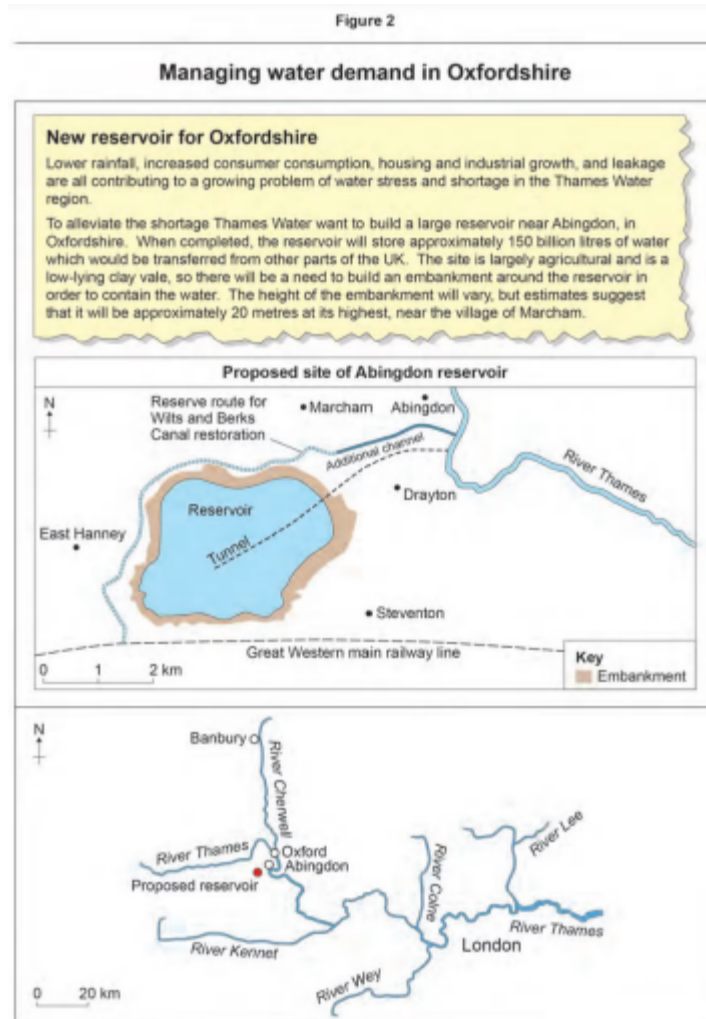 Figure 2
Managing water demand in Oxfordshire
New reservoir for Oxfordshire
Lower rainfall, increased consumer consumption, housing and industrial growth, and leakage
are all contributing to a growing problem of water stress and shortage in the Thames Water
region.
To alleviate the shortage Thames Water want to build a large reservoir near Abingdon, in
Oxfordshire. When completed, the reservoir will store approximately 150 billion litres of water
which would be transferred from other parts of the UK. The site is largely agricultural and is a
low-lying clay vale, so there will be a need to build an embankment around the reservoir in
order to contain the water. The height of the embankment will vary, but estimates suggest
that it will be approximately 20 metres at its highest, near the village of Marcham.
Proposed site of Abingdon reservoir
N
Reserve route for
Wilts and Berks
Canal restoration
Marcham
Abingdon
Additional channel
River Thames
Drayton
Reservoir
East Hanney
Tunnel
Steventon
Great Western main railway line
0 1 2 km
Key
Embankment
N
Banbury
River Cherwell
River Thames
Oxford
Abingdon
Proposed reservoir
River Colne
River Lee
River Thames
London
River Kennet
River Wey
0 20 km